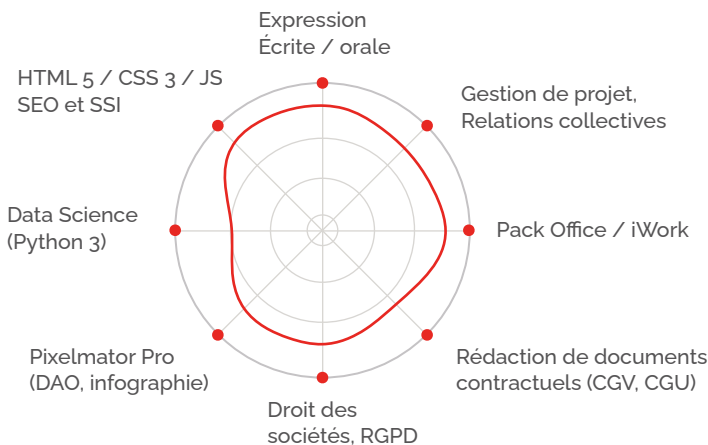 Expression
Écrite / orale
HTML 5 / CSS 3 / JS
SEO et SSI
Gestion de projet,
Relations collectives
Data Science
(Python 3)
Pack Office / iWork
Pixelmator Pro
(DAO, infographie)
Rédaction de documents
contractuels (CGV, CGU)
Droit des
sociétés, RGPD